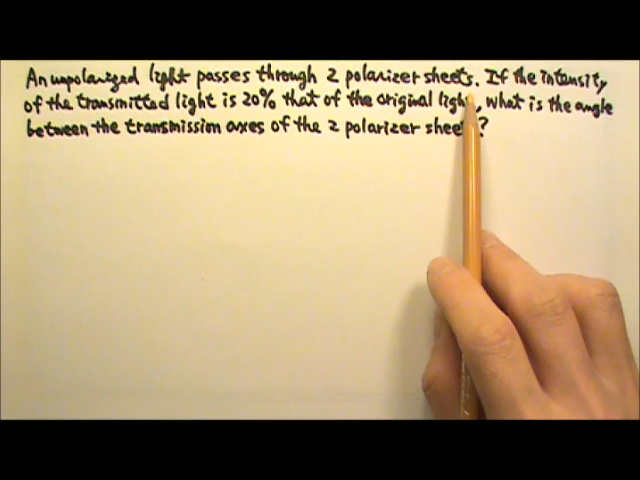 An unpolarized light passes through 2 polarizer sheets. If the intensity
of the transmitted light is 20% that of the original light, what is the angle
between the transmission axes of the 2 polarizer sheets?